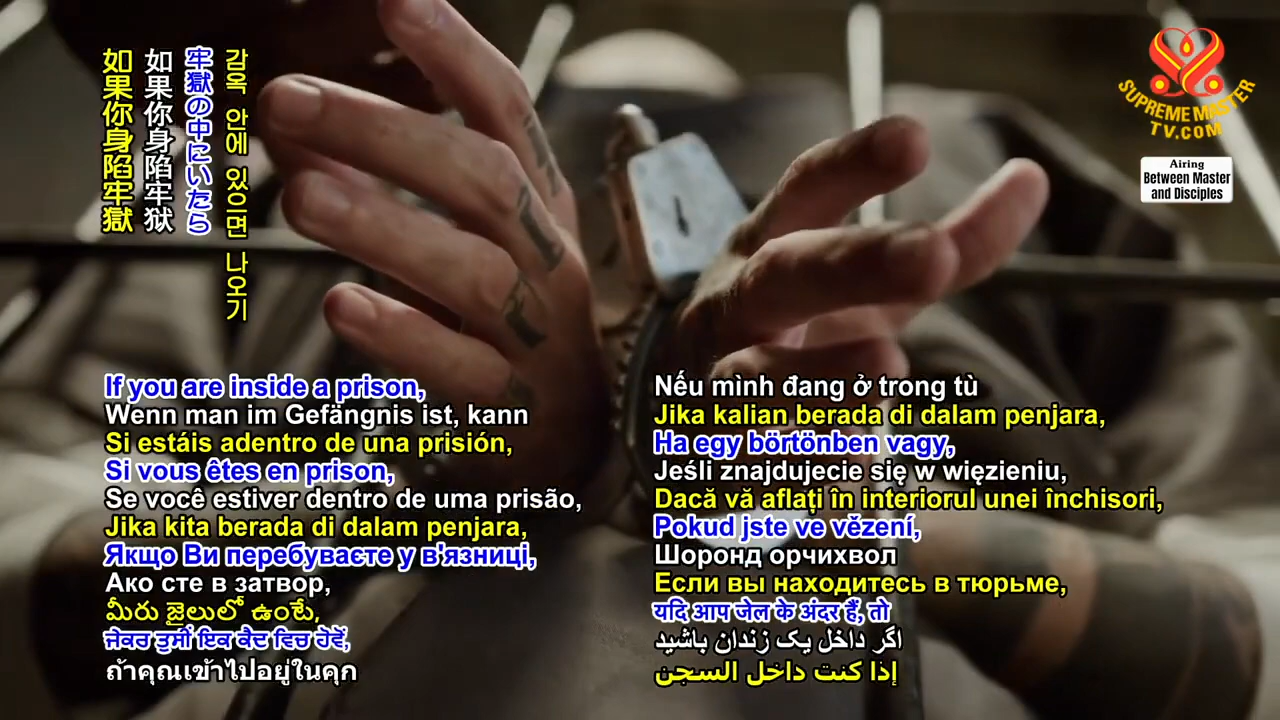 如果你身陷牢獄
如果你身陷牢狱
牢獄の中にいたら
감옥 안에 있으면 나오기
SUPREME MASTER
TV.COM
Airing
Between Master
and Disciples
If you are inside a prison,
Wenn man im Gefängnis ist, kann
Si estáis adentro de una prisión,
Si vous êtes en prison,
Se você estiver dentro de uma prisão,
Jika kita berada di dalam penjara,
Якщо Ви перебуваєте у в'язниці,
Ако сте в затвор,
మీరు జైలులో ఉంటే,
ਜੇਕਰ ਤੁਸੀਂ ਇਕ ਕੈਦ ਵਿਚ ਹੋਵੋਂ,
ถ้าคุณเข้าไปอยู่ในคุก
Nếu mình đang ở trong tù
Jika kalian berada di dalam penjara,
Ha egy börtönben vagy,
Jeśli znajdujecie się w więzieniu,
Dacă vă aflați în interiorul unei închisori,
Pokud jste ve vězení,
Шоронд орчихвол
Если вы находитесь в тюрьме,
यदि आप जेल के अंदर हैं, तो
اگر داخل یک زندان باشید
إذا كنت داخل السجن